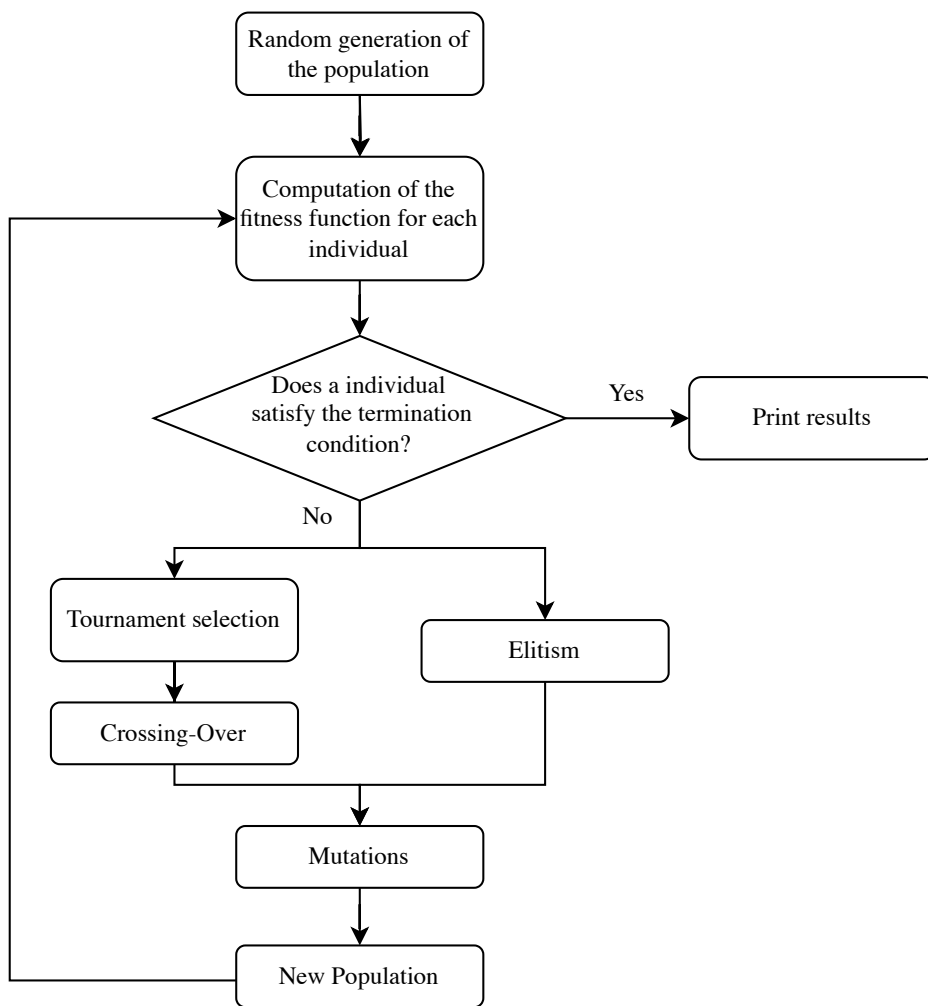 Random generation of
the population
Computation of the
fitness function for each
individual
Does a individual
satisfy the termination
condition?
Yes
Print results
No
Tournament selection
Elitism
Crossing-Over
Mutations
New Population